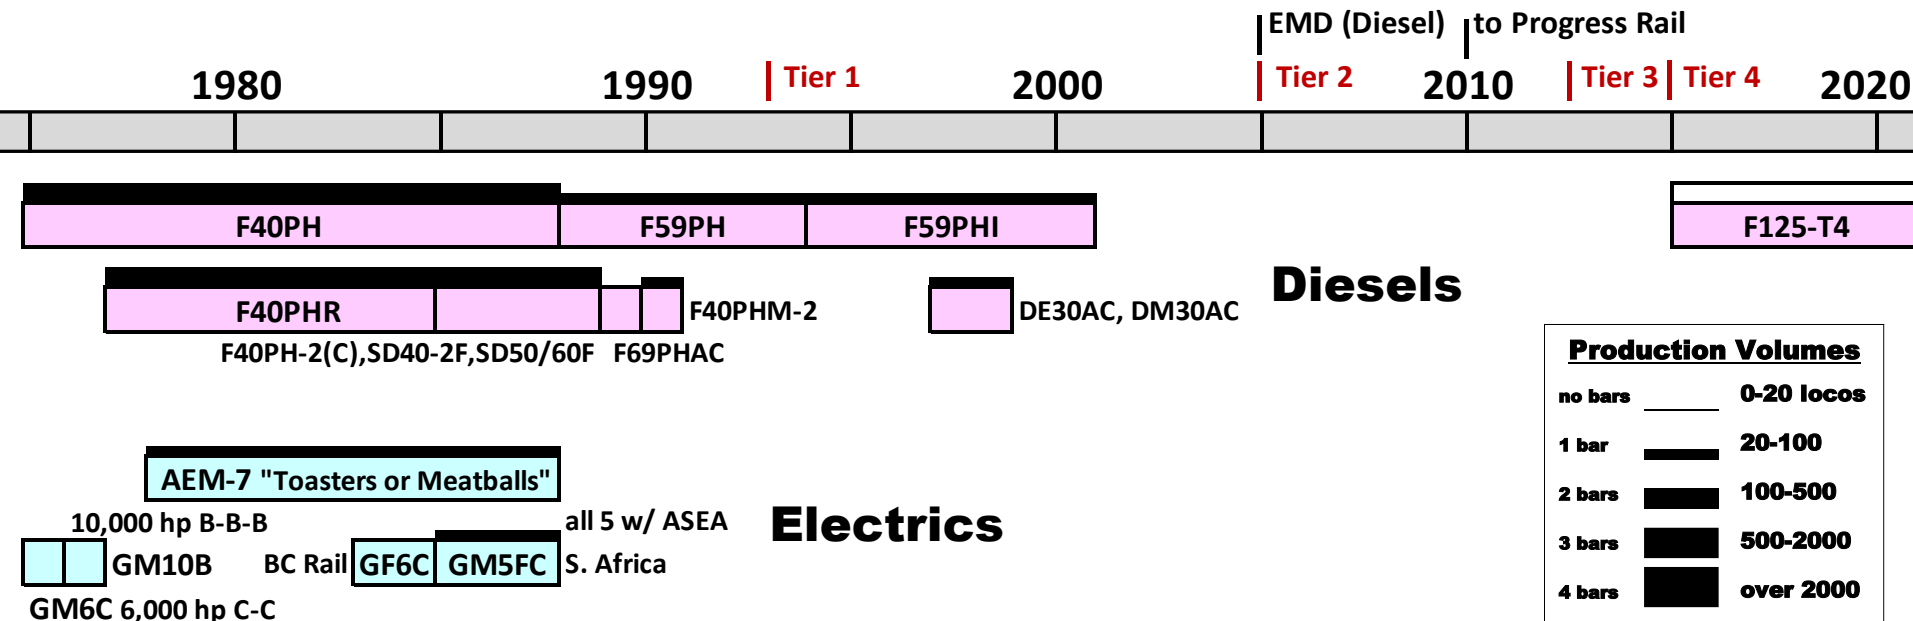 EMD (Diesel) to Progress Rail
1980 1990 Tier 1 2000 Tier 2 2010 Tier 3 Tier 4 2020
F40PH F59PH F59PHI F125-T4
Diesels
F40PHR F40PHM-2 DE30AC, DM30AC
F40PH-2(C),SD40-2F,SD50/60F F69PHAC
AEM-7 "Toasters or Meatballs"
10,000 hp B-B-B all 5 w/ ASEA Electrics
GM10B BC Rail GF6C GM5FC S. Africa
GM6C 6,000 hp C-C
Production Volumes
no bars 0-20 locos
1 bar 20-100
2 bars 100-500
3 bars 500-2000
4 bars over 2000